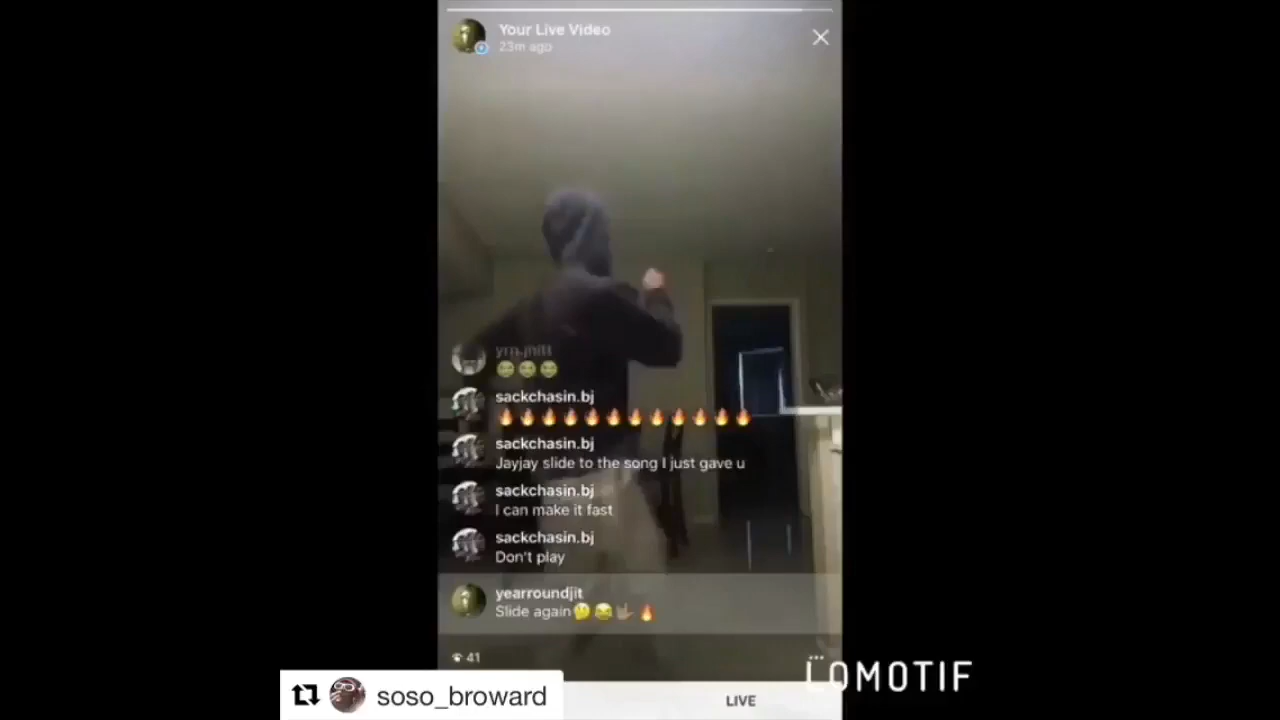 Your Live Video
23m ago
sackchasin.bj
🔥🔥🔥🔥🔥🔥🔥🔥🔥🔥🔥🔥
sackchasin.bj
Jayjay slide to the song I just gave u
sackchasin.bj
I can make it fast
sackchasin.bj
Don't play
yearroundjit
Slide again🤔😂🤟🏽🔥
41
soso_broward
LIVE
LOMOTIF